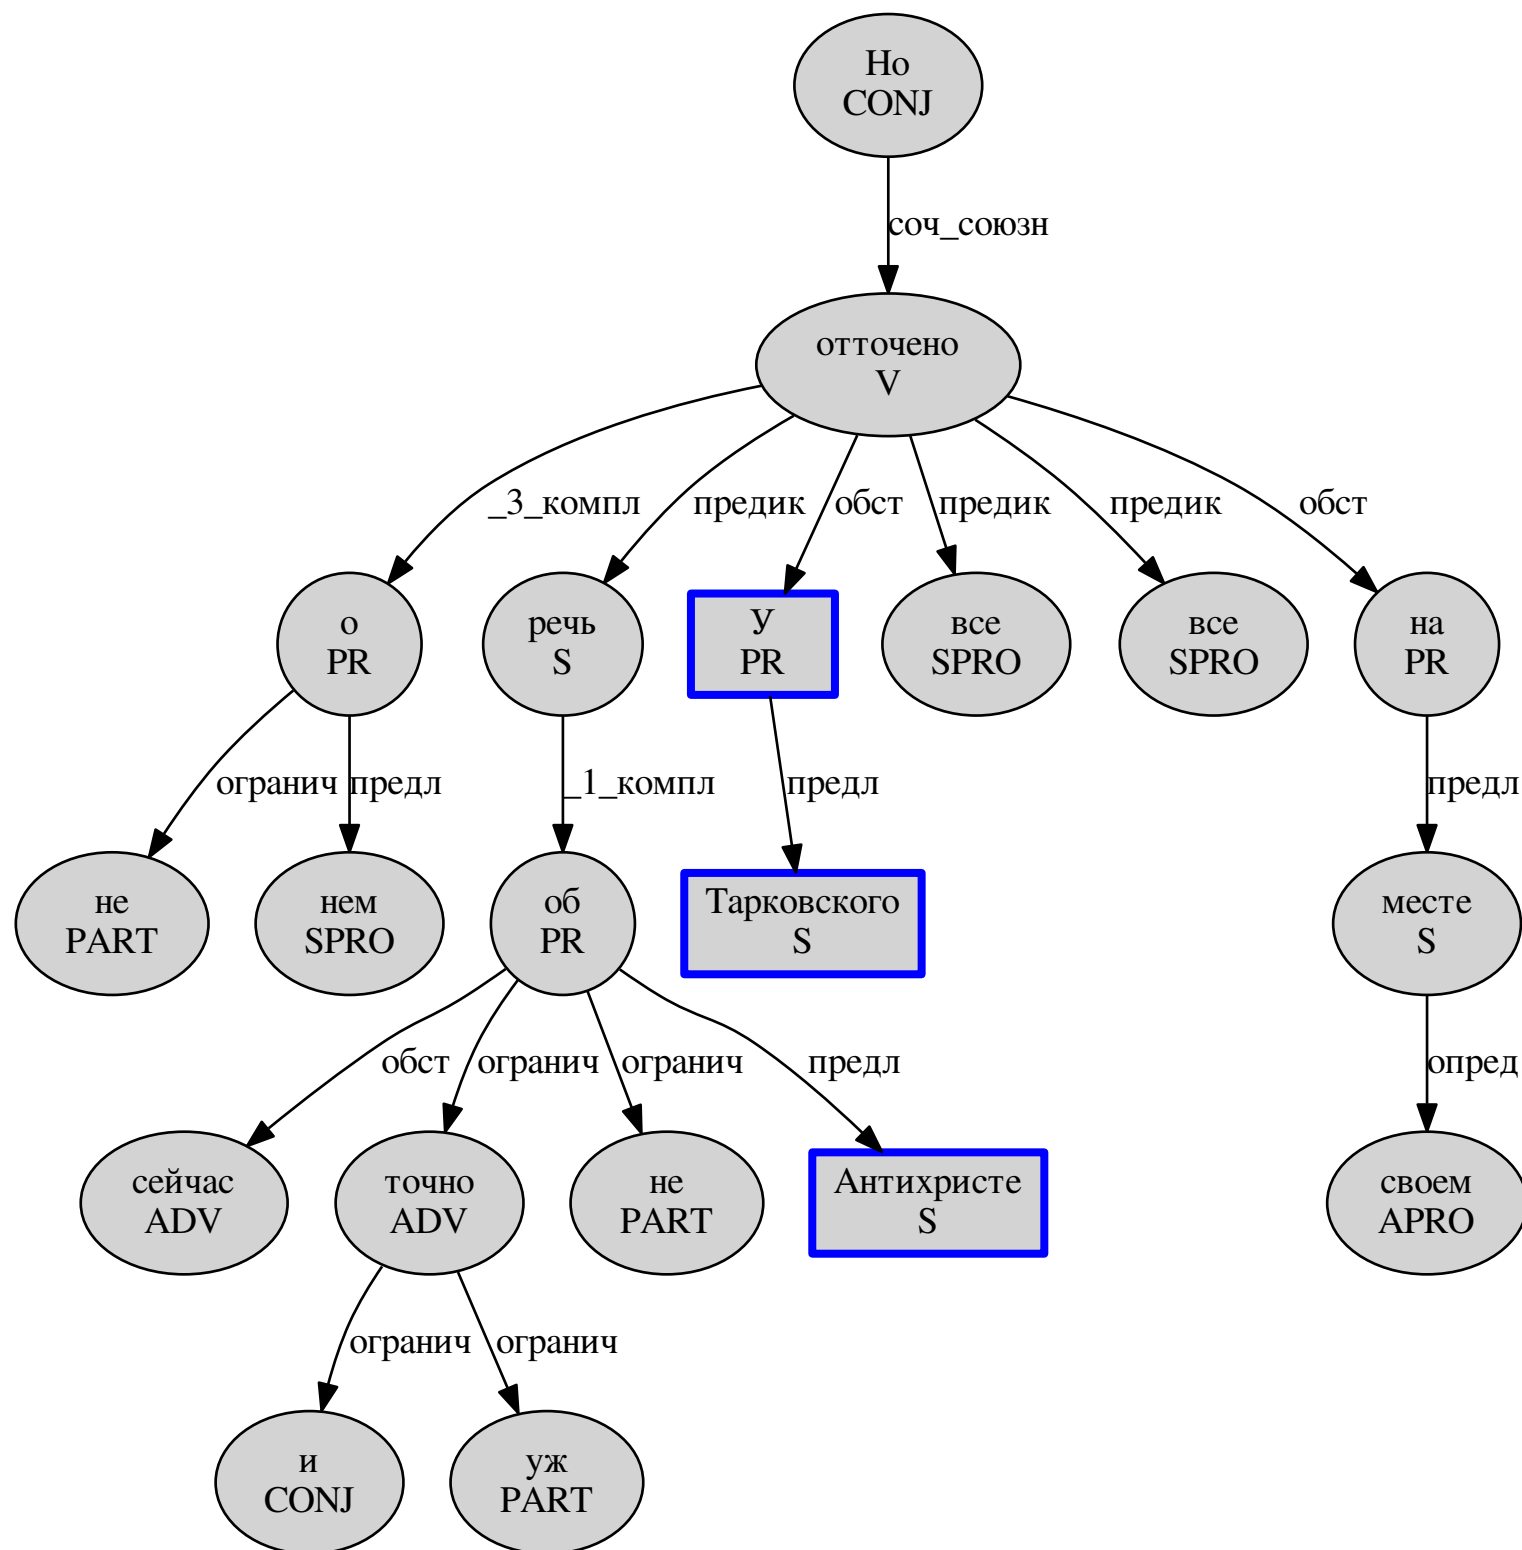 Но
CONJ
соч_союзн
отточено
V
_3_компл
предик
обст
предик
предик
обст
о
PR
речь
S
У
PR
все
SPRO
все
SPRO
на
PR
огранич
предл
_1_компл
предл
предл
не
PART
нем
SPRO
об
PR
Тарковского
S
месте
S
обст
огранич
огранич
предл
опред
сейчас
ADV
точно
ADV
не
PART
Антихристе
S
своем
APRO
огранич
огранич
и
CONJ
уж
PART